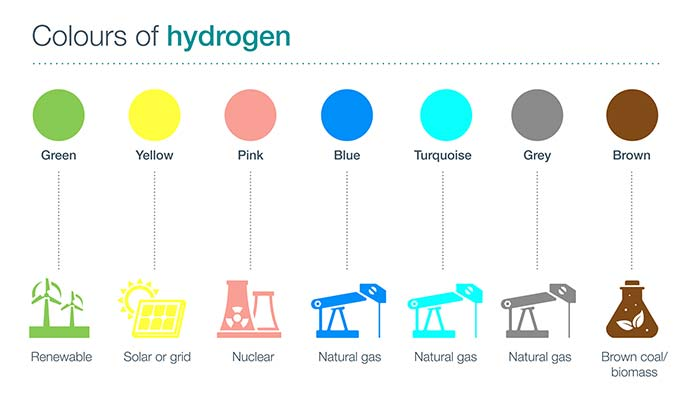 Colours of hydrogen
Green Yellow Pink Blue Turquoise Grey Brown
Renewable Solar or grid Nuclear Natural gas Natural gas Natural gas Brown coal/
biomass